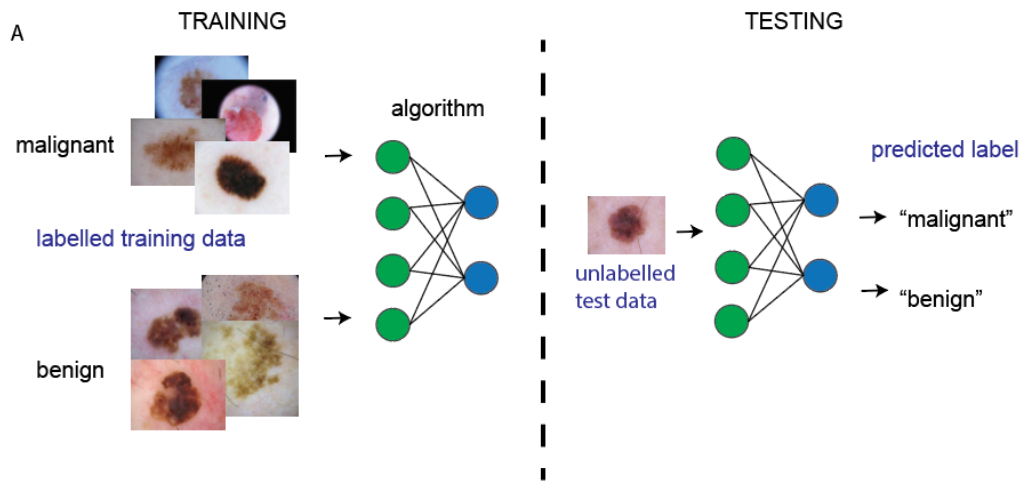 A
TRAINING
TESTING
algorithm
malignant
labelled training data
benign
predicted label
“malignant”
“benign”
unlabelled
test data